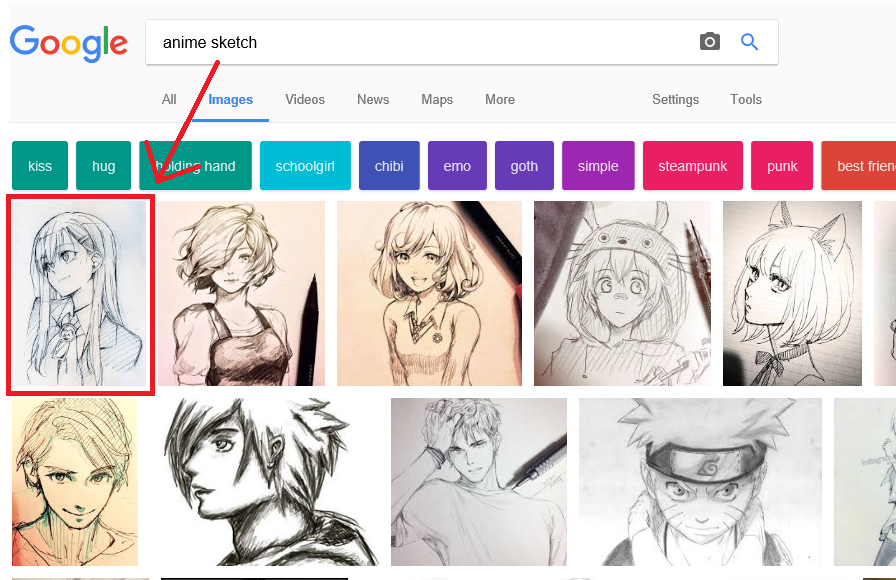 Google
anime sketch
All Images Videos News Maps More Settings Tools
kiss hug holding hand schoolgirl chibi emo goth simple steampunk punk best frien